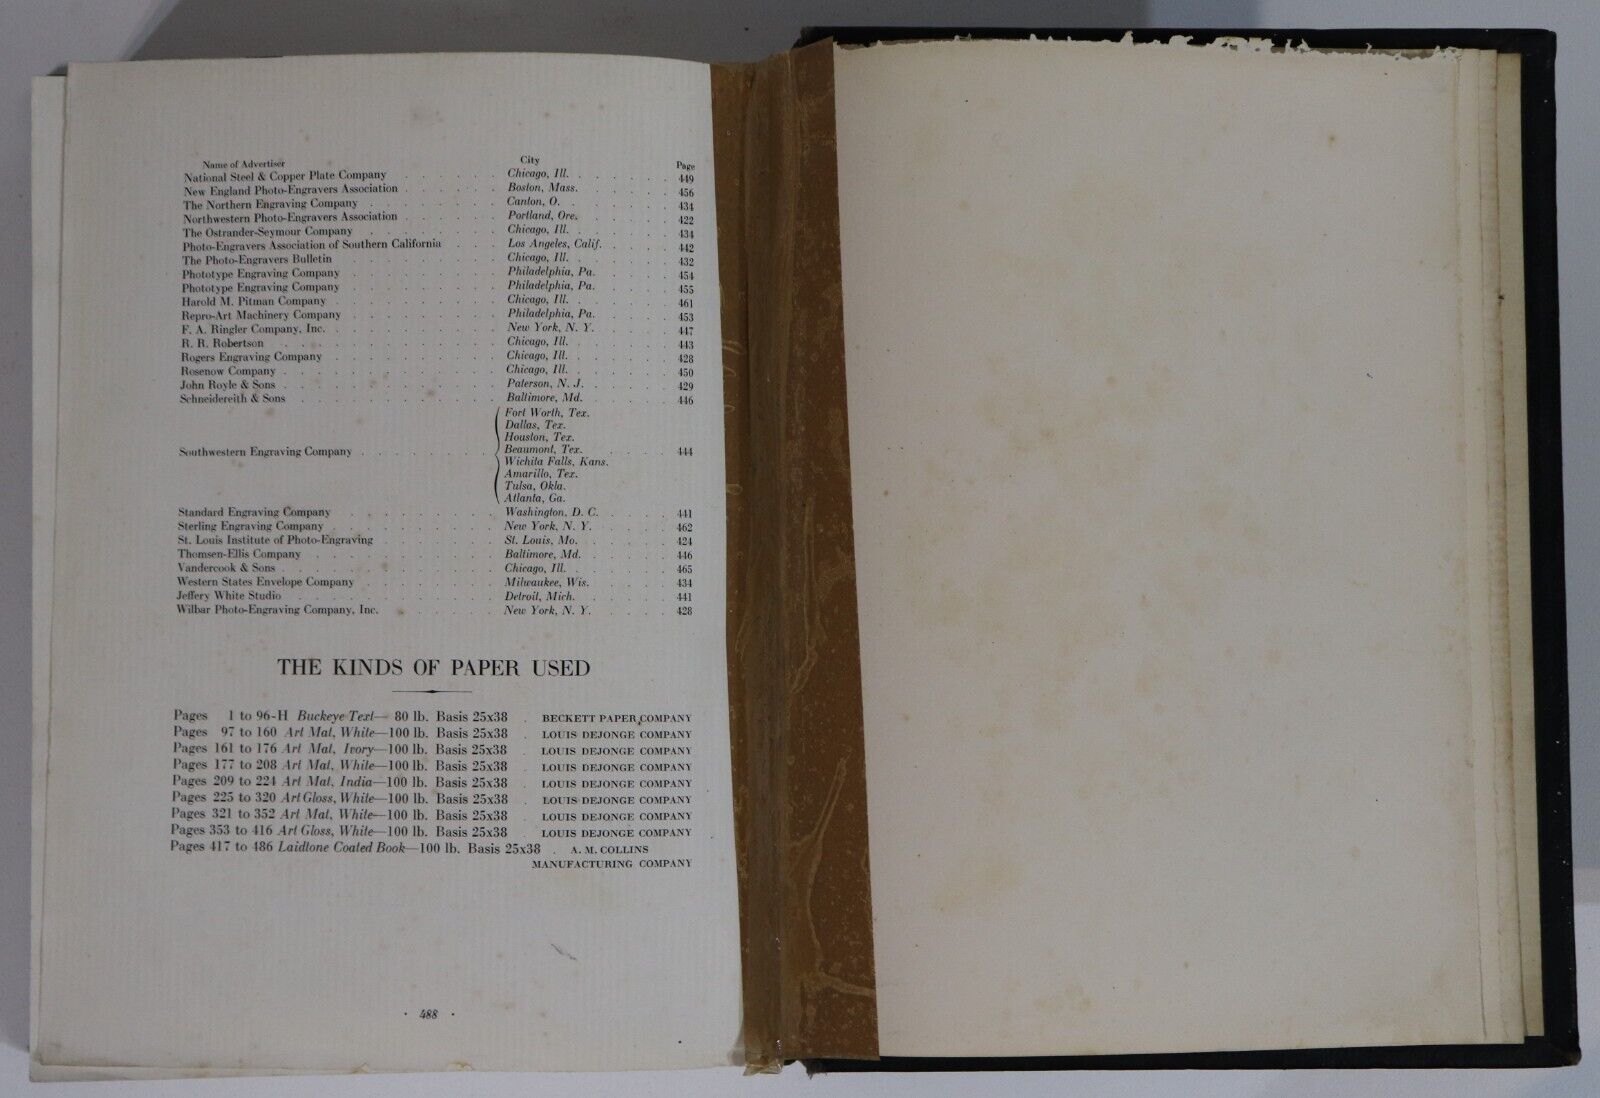 Name of Advertiser City Page
National Steel & Copper Plate Company . . . . . . Chicago, Ill. . . . . . . 449
New England Photo-Engravers Association . . . . . . Boston, Mass. . . . . . 456
The Northern Engraving Company . . . . . . . Canton, O. . . . . . . 434
Northwestern Photo-Engravers Association . . . . . . Portland, Ore. . . . . . 422
The Ostrander-Seymour Company . . . . . . . Chicago, Ill. . . . . . . 434
Photo-Engravers Association of Southern California . . . Los Angeles, Calif. . . . . 442
The Photo-Engravers Bulletin . . . . . . . . Chicago, Ill. . . . . . . 432
Phototype Engraving Company . . . . . . . . Philadelphia, Pa. . . . . 454
Phototype Engraving Company . . . . . . . . Philadelphia, Pa. . . . . 455
Harold M. Pitman Company . . . . . . . . . Chicago, Ill. . . . . . . 461
Repro-Art Machinery Company . . . . . . . . Philadelphia, Pa. . . . . 453
F. A. Ringler Company, Inc. . . . . . . . . . New York, N. Y. . . . . 447
R. R. Robertson . . . . . . . . . . . Chicago, Ill. . . . . . . 443
Rogers Engraving Company . . . . . . . . . Chicago, Ill. . . . . . . 428
Rosenow Company . . . . . . . . . . . Chicago, Ill. . . . . . . 450
John Royle & Sons . . . . . . . . . . . Paterson, N. J. . . . . . 429
Schneidereith & Sons . . . . . . . . . . Baltimore, Md. . . . . . 446
Fort Worth, Tex.
Dallas, Tex.
Houston, Tex.
Southwestern Engraving Company . . . . . . . . Beaumont, Tex. . . . . . 444
Wichita Falls, Kans.
Amarillo, Tex.
Tulsa, Okla.
Atlanta, Ga.
Standard Engraving Company . . . . . . . . Washington, D. C. . . . . 441
Sterling Engraving Company . . . . . . . . . New York, N. Y. . . . . 462
St. Louis Institute of Photo-Engraving . . . . . . . St. Louis, Mo. . . . . . 424
Thomsen-Ellis Company . . . . . . . . . Baltimore, Md. . . . . . 446
Vandercook & Sons . . . . . . . . . . . Chicago, Ill. . . . . . . 465
Western States Envelope Company . . . . . . . Milwaukee, Wis. . . . . 434
Jeffery White Studio . . . . . . . . . . Detroit, Mich. . . . . . 441
Wilbar Photo-Engraving Company, Inc. . . . . . Chicago New York, N. Y. . . . . 428
THE KINDS OF PAPER USED
Pages 1 to 96-H Buckeye Text—80 lb. Basis 25x38 . BECKETT PAPER COMPANY
Pages 97 to 160 Art Mat, White—100 lb. Basis 25x38 . LOUIS DEJONGE COMPANY
Pages 161 to 176 Art Mat, Ivory—100 lb. Basis 25x38 . LOUIS DEJONGE COMPANY
Pages 177 to 208 Art Mat, White—100 lb. Basis 25x38 . LOUIS DEJONGE COMPANY
Pages 209 to 224 Art Mat, India—100 lb. Basis 25x38 . LOUIS DEJONGE COMPANY
Pages 225 to 320 Art Gloss, White—100 lb. Basis 25x38 . LOUIS DEJONGE COMPANY
Pages 321 to 352 Art Mat, White—100 lb. Basis 25x38 . LOUIS DEJONGE COMPANY
Pages 353 to 416 Art Gloss, White—100 lb. Basis 25x38 LOUIS DEJONGE COMPANY
Pages 417 to 486 Laidtone Coated Book—100 lb. Basis 25x38 . A. M. COLLINS
MANUFACTURING COMPANY
· 488 ·